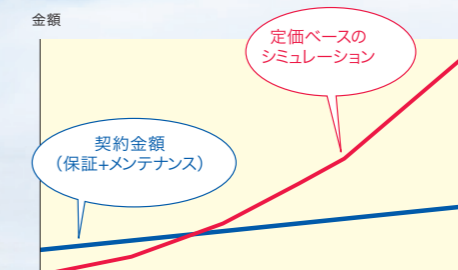 金額
定価ベースの
シミュレーション
契約金額
(保証+メンテナンス)